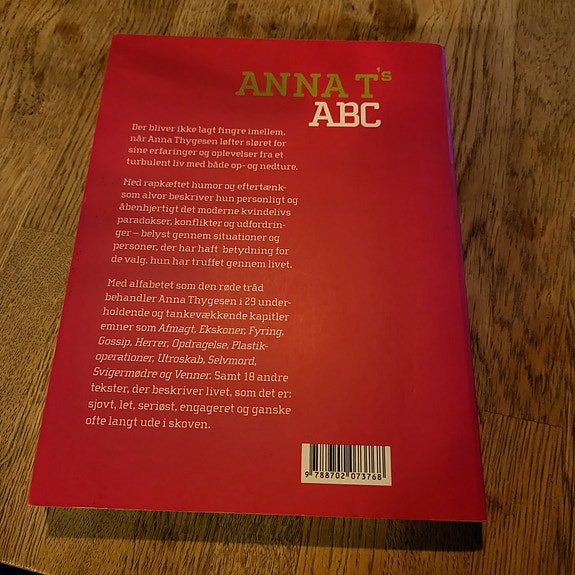 ANNA T's
ABC
Der bliver ikke lagt fingre imellem,
når Anna Thygesen løfter sløret for
sine erfaringer og oplevelser fra et
turbulent liv med både op- og nedture.
Med rapkæftet humor og eftertænk-
som alvor beskriver hun personligt og
åbenhjertigt det moderne kvindelivs
paradokser, konflikter og udfordrin-
ger – belyst gennem situationer og
personer, der har haft betydning for
de valg, hun har truffet gennem livet.
Med alfabetet som den røde tråd
behandler Anna Thygesen i 29 under-
holdende og tankevækkende kapitler
emner som Afmagt, Ekskoner, Fyring,
Gossip, Herrer, Opdragelse, Plastik-
operationer, Utroskab, Selvmord,
Svigermødre og Venner. Samt 18 andre
tekster, der beskriver livet, som det er:
sjovt, let, seriøst, engageret og ganske
ofte langt ude i skoven.
9 788702 073768